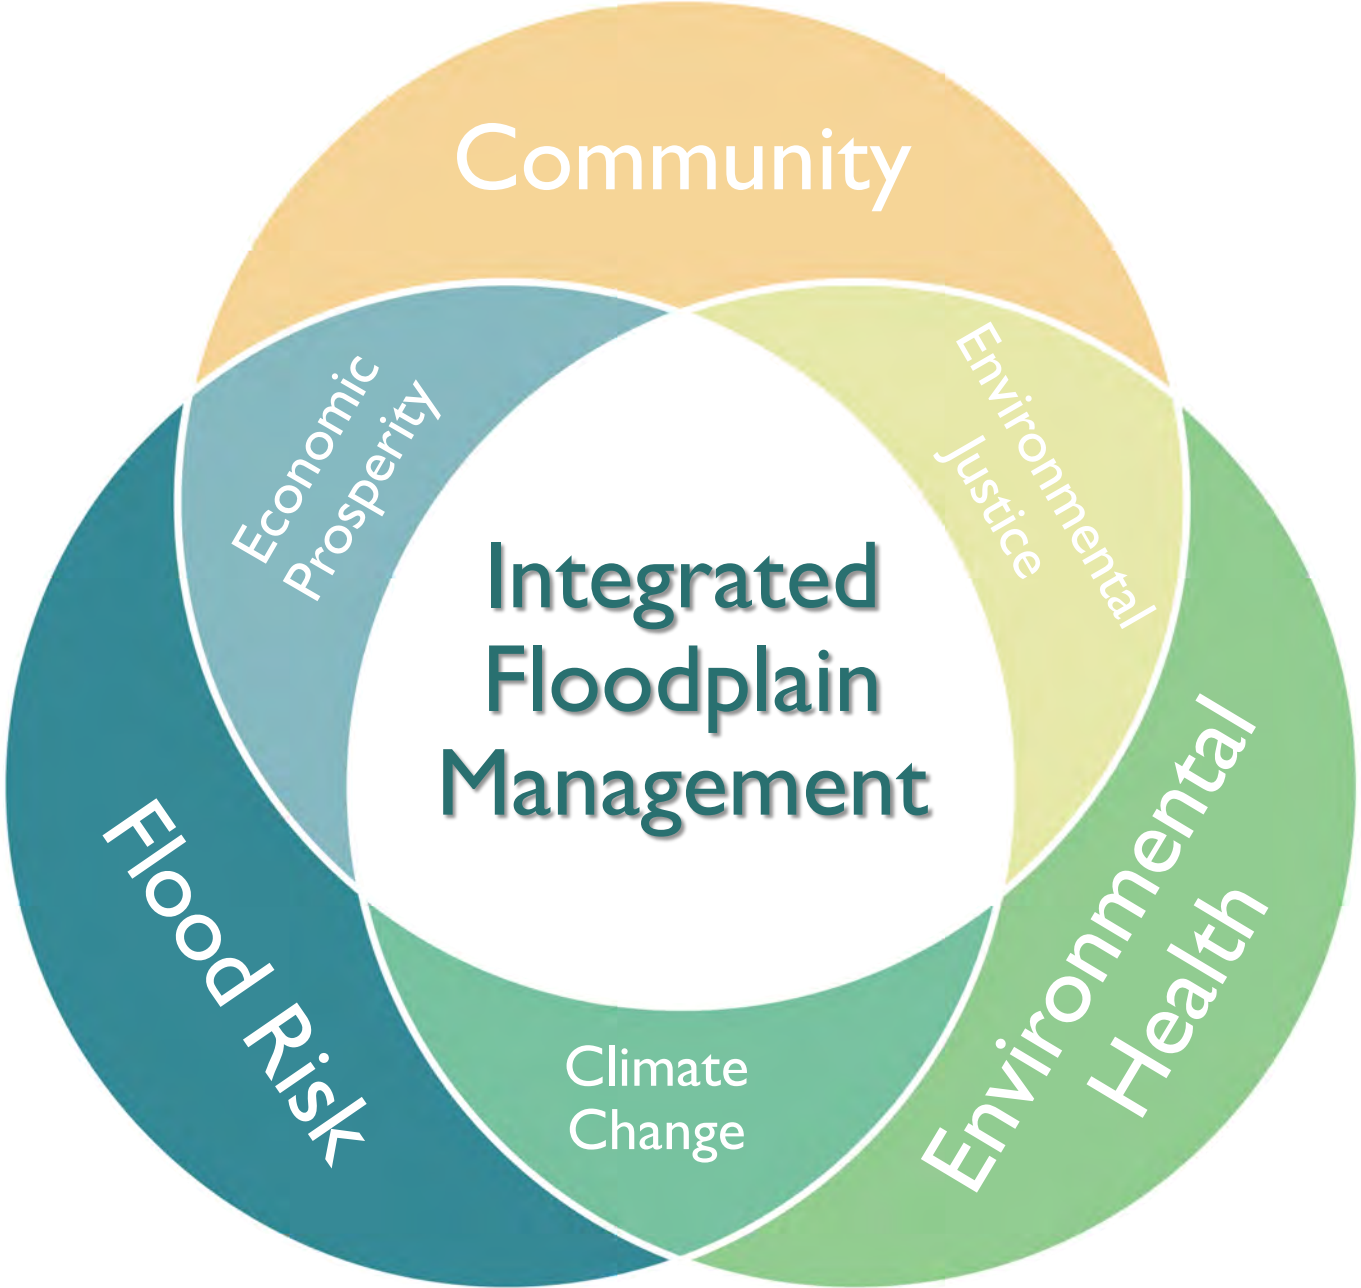 Community
Economic
Prosperity
Environmental
Justice
Integrated
Floodplain
Management
Flood Risk
Environmental
Health
Climate
Change